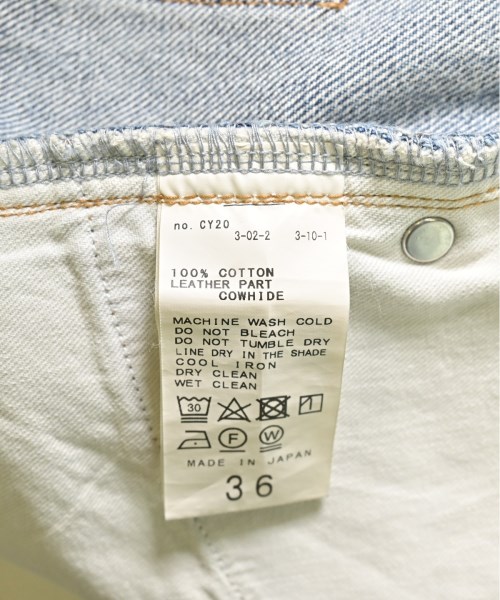 no. CY20
3-02-2 3-10-1
100% COTTON
LEATHER PART
COWHIDE
MACHINE WASH COLD
DO NOT BLEACH
DO NOT TUMBLE DRY
LINE DRY IN THE SHADE
COOL IRON
DRY CLEAN
WET CLEAN
30
F W
MADE IN JAPAN
36